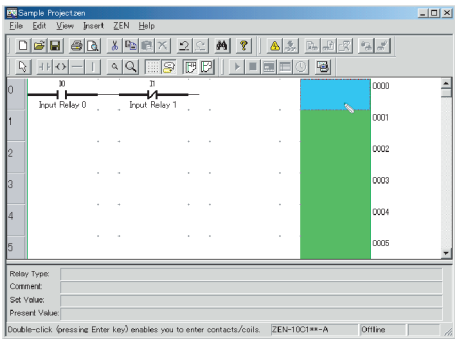 Sample Projectzen
File Edit View Insert ZEN Help
I0 I1
0 0000
Input Relay 0 Input Relay 1
1 0001
2 0002
3 0003
4 0004
5 0005
Relay Type:
Comment:
Set Value:
Present Value:
Double-click (pressing Enter key) enables you to enter contacts/coils. ZEN-10C1**-A Offline